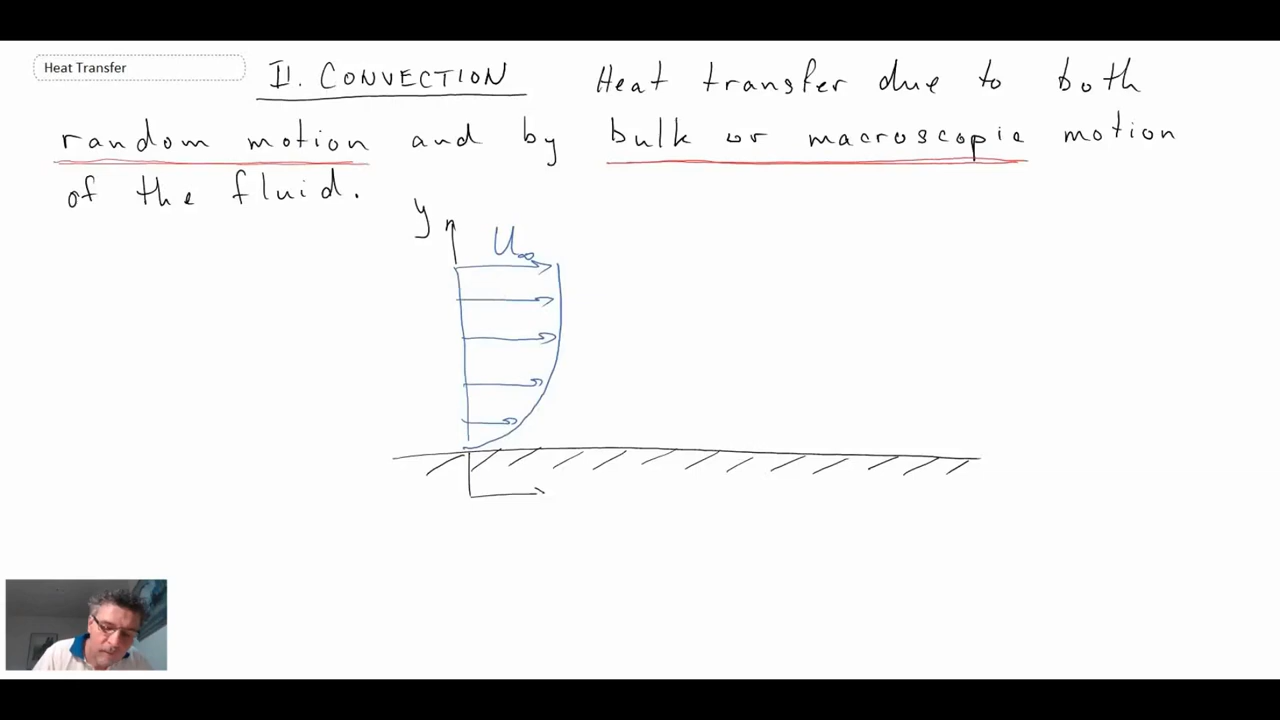 Heat Transfer
II. CONVECTION Heat transfer due to both
random motion and by bulk or macroscopic motion
of the fluid.
y
U∞